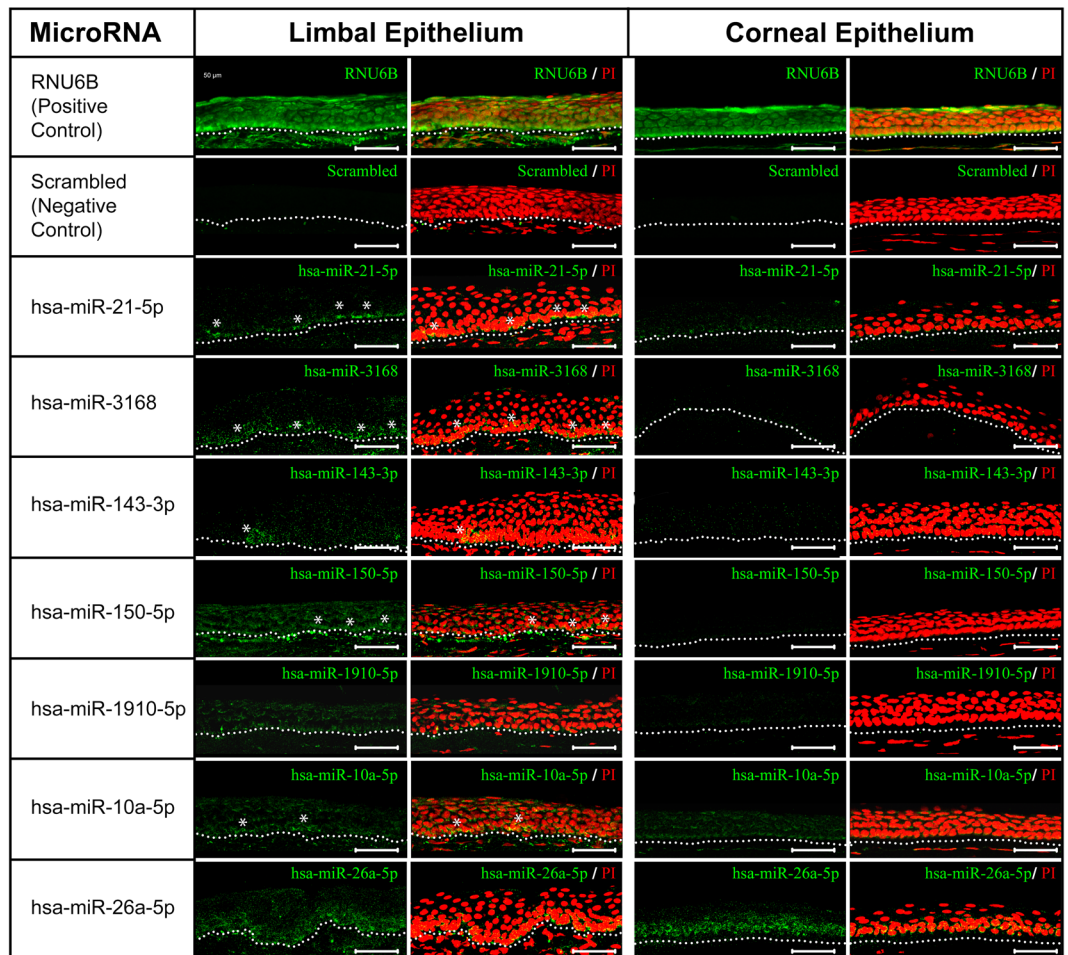 MicroRNA Limbal Epithelium Corneal Epithelium
RNU6B
(Positive
Control)
50 μm
RNU6B
RNU6B / PI
RNU6B
RNU6B / PI
Scrambled
(Negative
Control)
Scrambled
Scrambled / PI
Scrambled
Scrambled / PI
hsa-miR-21-5p
hsa-miR-21-5p
* * * *
hsa-miR-21-5p / PI
* * * *
hsa-miR-21-5p
hsa-miR-21-5p/ PI
hsa-miR-3168
hsa-miR-3168
* * * *
hsa-miR-3168 / PI
* * * *
hsa-miR-3168
hsa-miR-3168/ PI
hsa-miR-143-3p
hsa-miR-143-3p
*
hsa-miR-143-3p / PI
*
hsa-miR-143-3p
hsa-miR-143-3p/ PI
hsa-miR-150-5p
hsa-miR-150-5p
* * *
hsa-miR-150-5p / PI
* * *
hsa-miR-150-5p
hsa-miR-150-5p/ PI
hsa-miR-1910-5p
hsa-miR-1910-5p
hsa-miR-1910-5p / PI
hsa-miR-1910-5p
hsa-miR-1910-5p/ PI
hsa-miR-10a-5p
hsa-miR-10a-5p
* *
hsa-miR-10a-5p / PI
* *
hsa-miR-10a-5p
hsa-miR-10a-5p/ PI
hsa-miR-26a-5p
hsa-miR-26a-5p
hsa-miR-26a-5p / PI
hsa-miR-26a-5p
hsa-miR-26a-5p/ PI